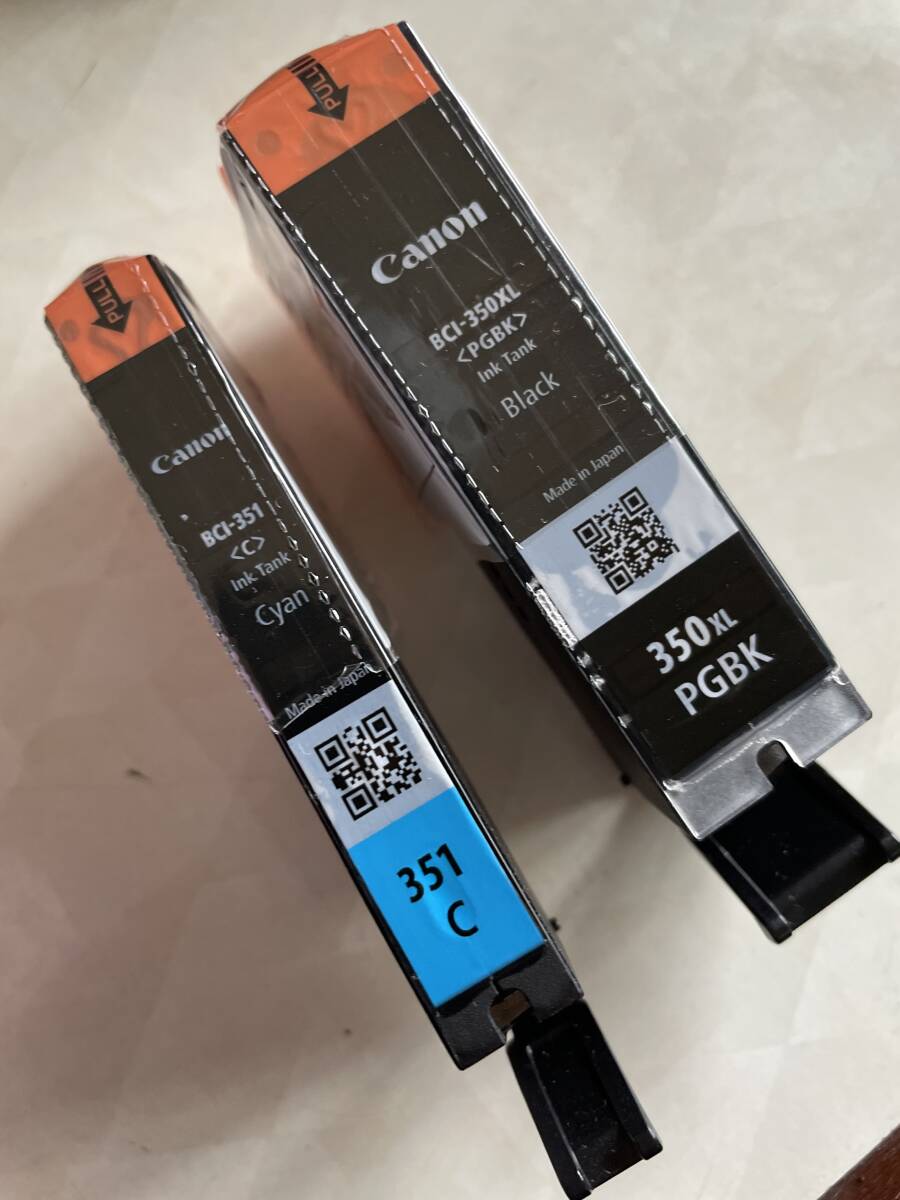 PULL
Canon
BCI-351
<C>
Ink Tank
Cyan
Made in Japan
351
C
PULL
Canon
BCI-350XL
<PGBK>
Ink Tank
Black
Made in Japan
350XL
PGBK